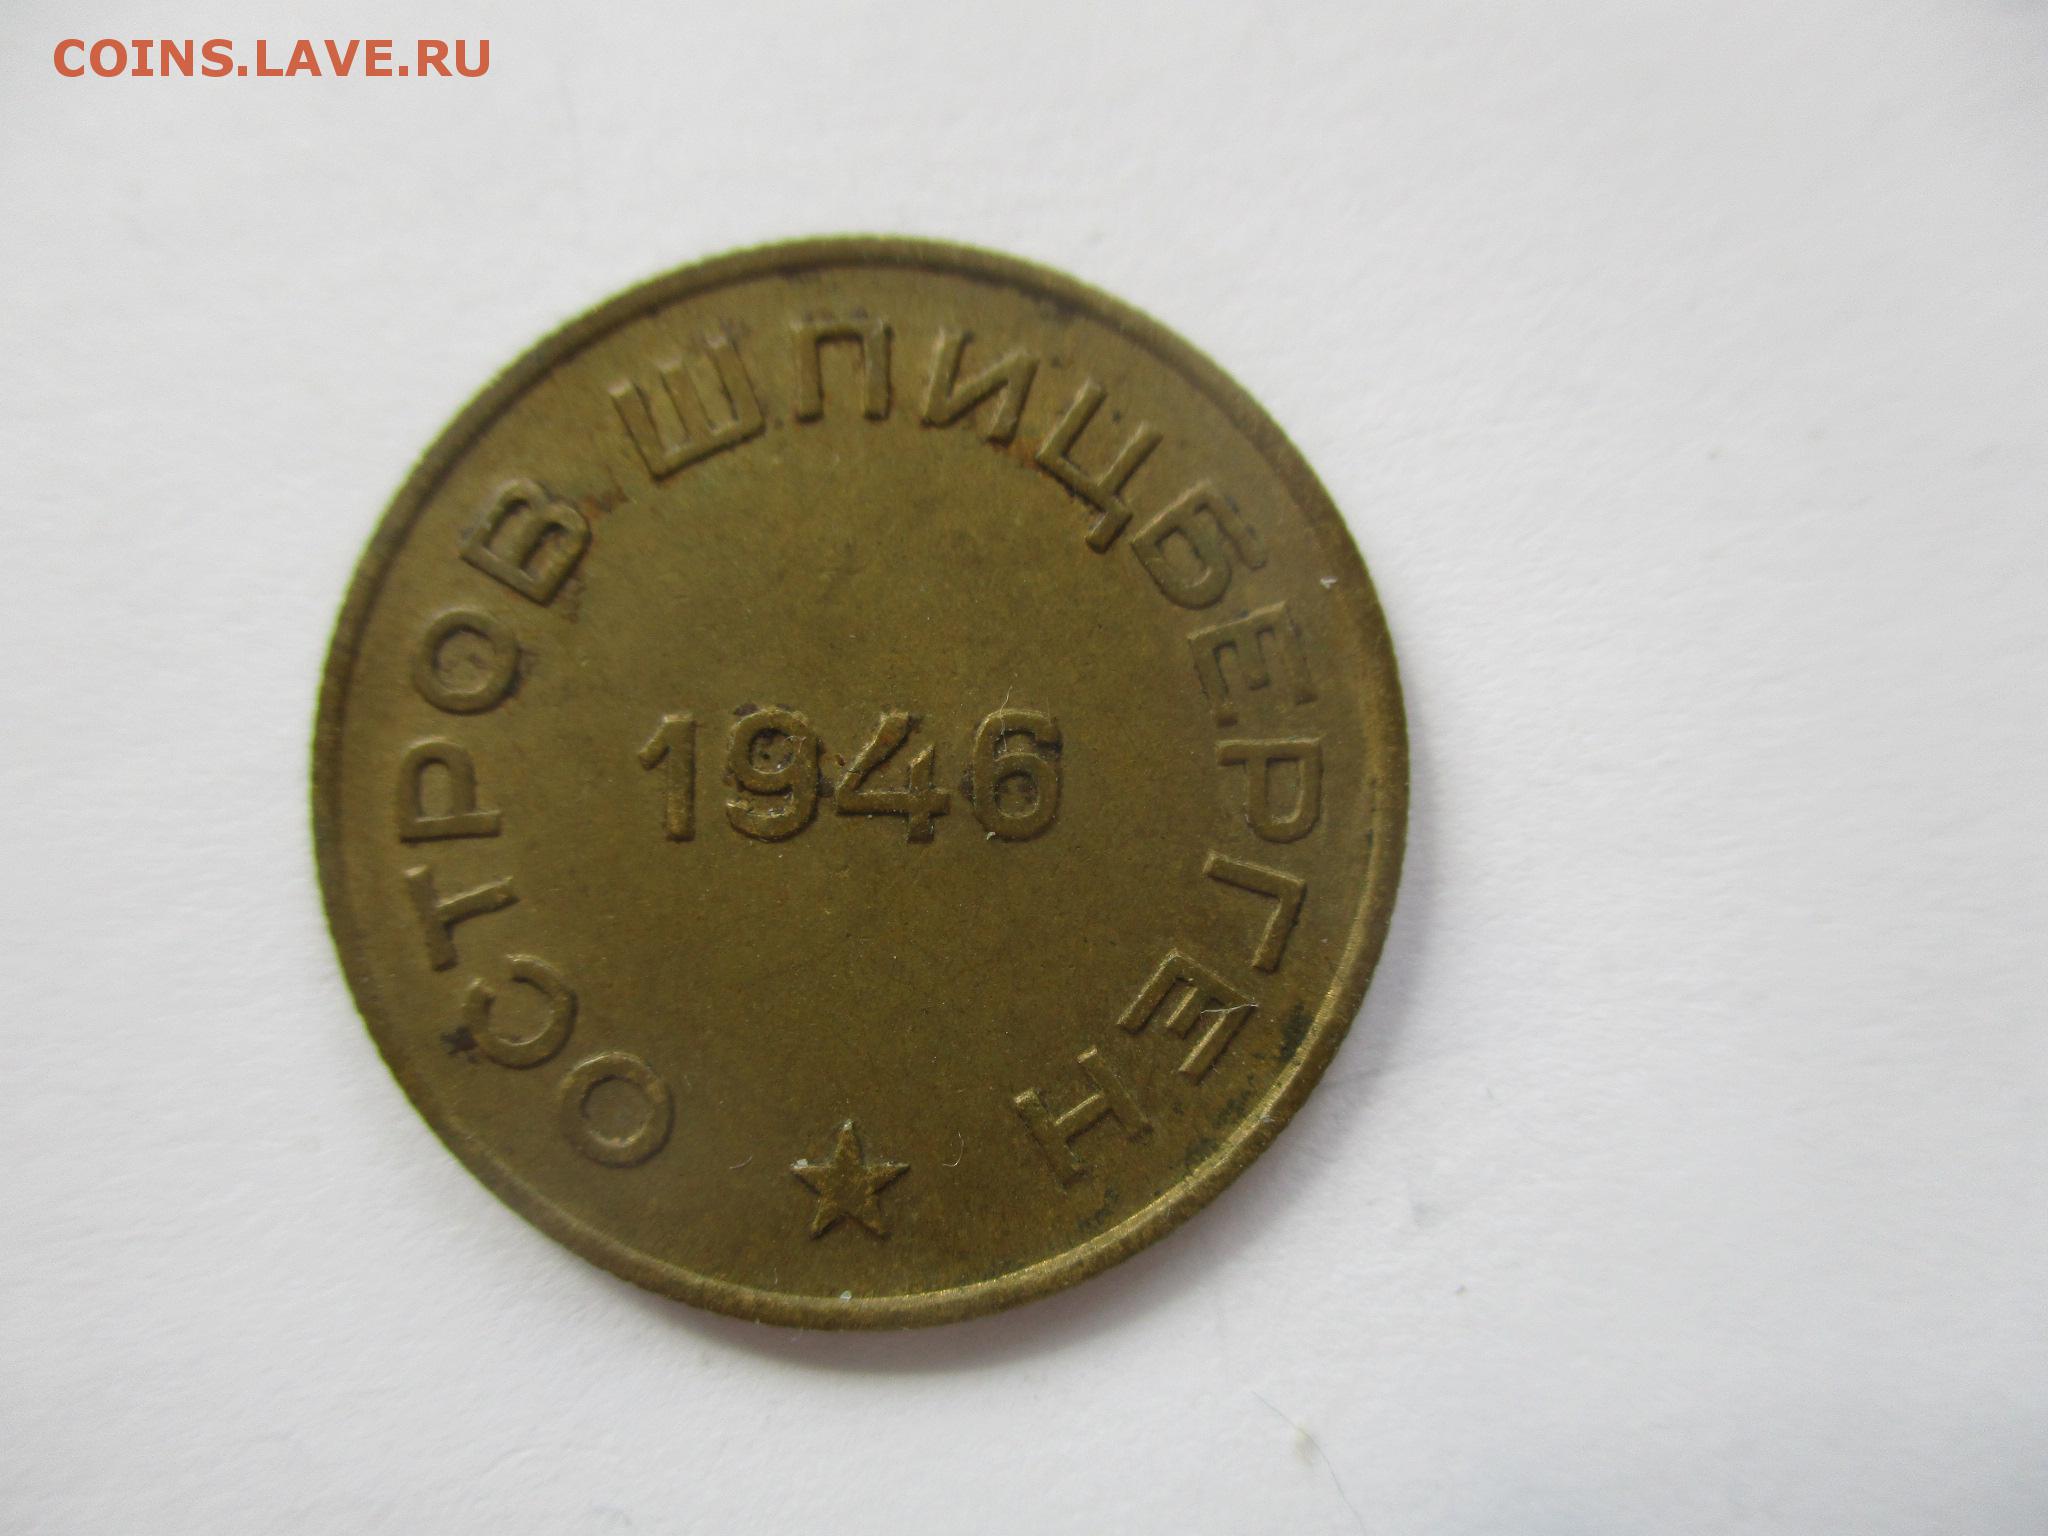 COINS.LAVE.RU
ОСТРОВ ШПИЦБЕРГЕН
1946